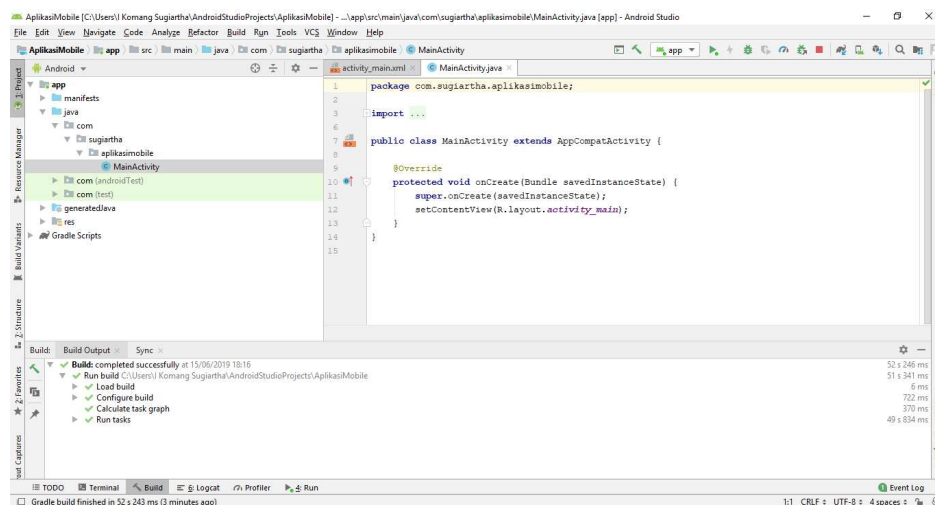 AplikasiMobile [C:\Users\I Komang Sugiartha\AndroidStudioProjects\AplikasiMobile] - ...\app\src\main\java\com\sugiartha\aplikasimobile\MainActivity.java [app] - Android Studio
File Edit View Navigate Code Analyze Refactor Build Run Tools VCS Window Help
AplikasiMobile app src main java com sugiartha aplikasimobile MainActivity
app
1: Project
Resource Manager
Build Variants
7: Structure
2: Favorites
out Captures
Android
app
manifests
java
com
sugiartha
aplikasimobile
MainActivity
com (androidTest)
com (test)
generatedJava
res
Gradle Scripts
activity_main.xml MainActivity.java
1 package com.sugiartha.aplikasimobile;
2
3 import ...
6
7 public class MainActivity extends AppCompatActivity {
8
9 @Override
10 protected void onCreate(Bundle savedInstanceState) {
11 super.onCreate(savedInstanceState);
12 setContentView(R.layout.activity_main);
13 }
14 }
15
Build: Build Output Sync
Build: completed successfully at 15/06/2019 18:16 52 s 246 ms
Run build C:\Users\I Komang Sugiartha\AndroidStudioProjects\AplikasiMobile 51 s 341 ms
Load build 6 ms
Configure build 722 ms
Calculate task graph 370 ms
Run tasks 49 s 834 ms
TODO Terminal Build 6: Logcat Profiler 4: Run Event Log
Gradle build finished in 52 s 243 ms (3 minutes ago) 1:1 CRLF UTF-8 4 spaces